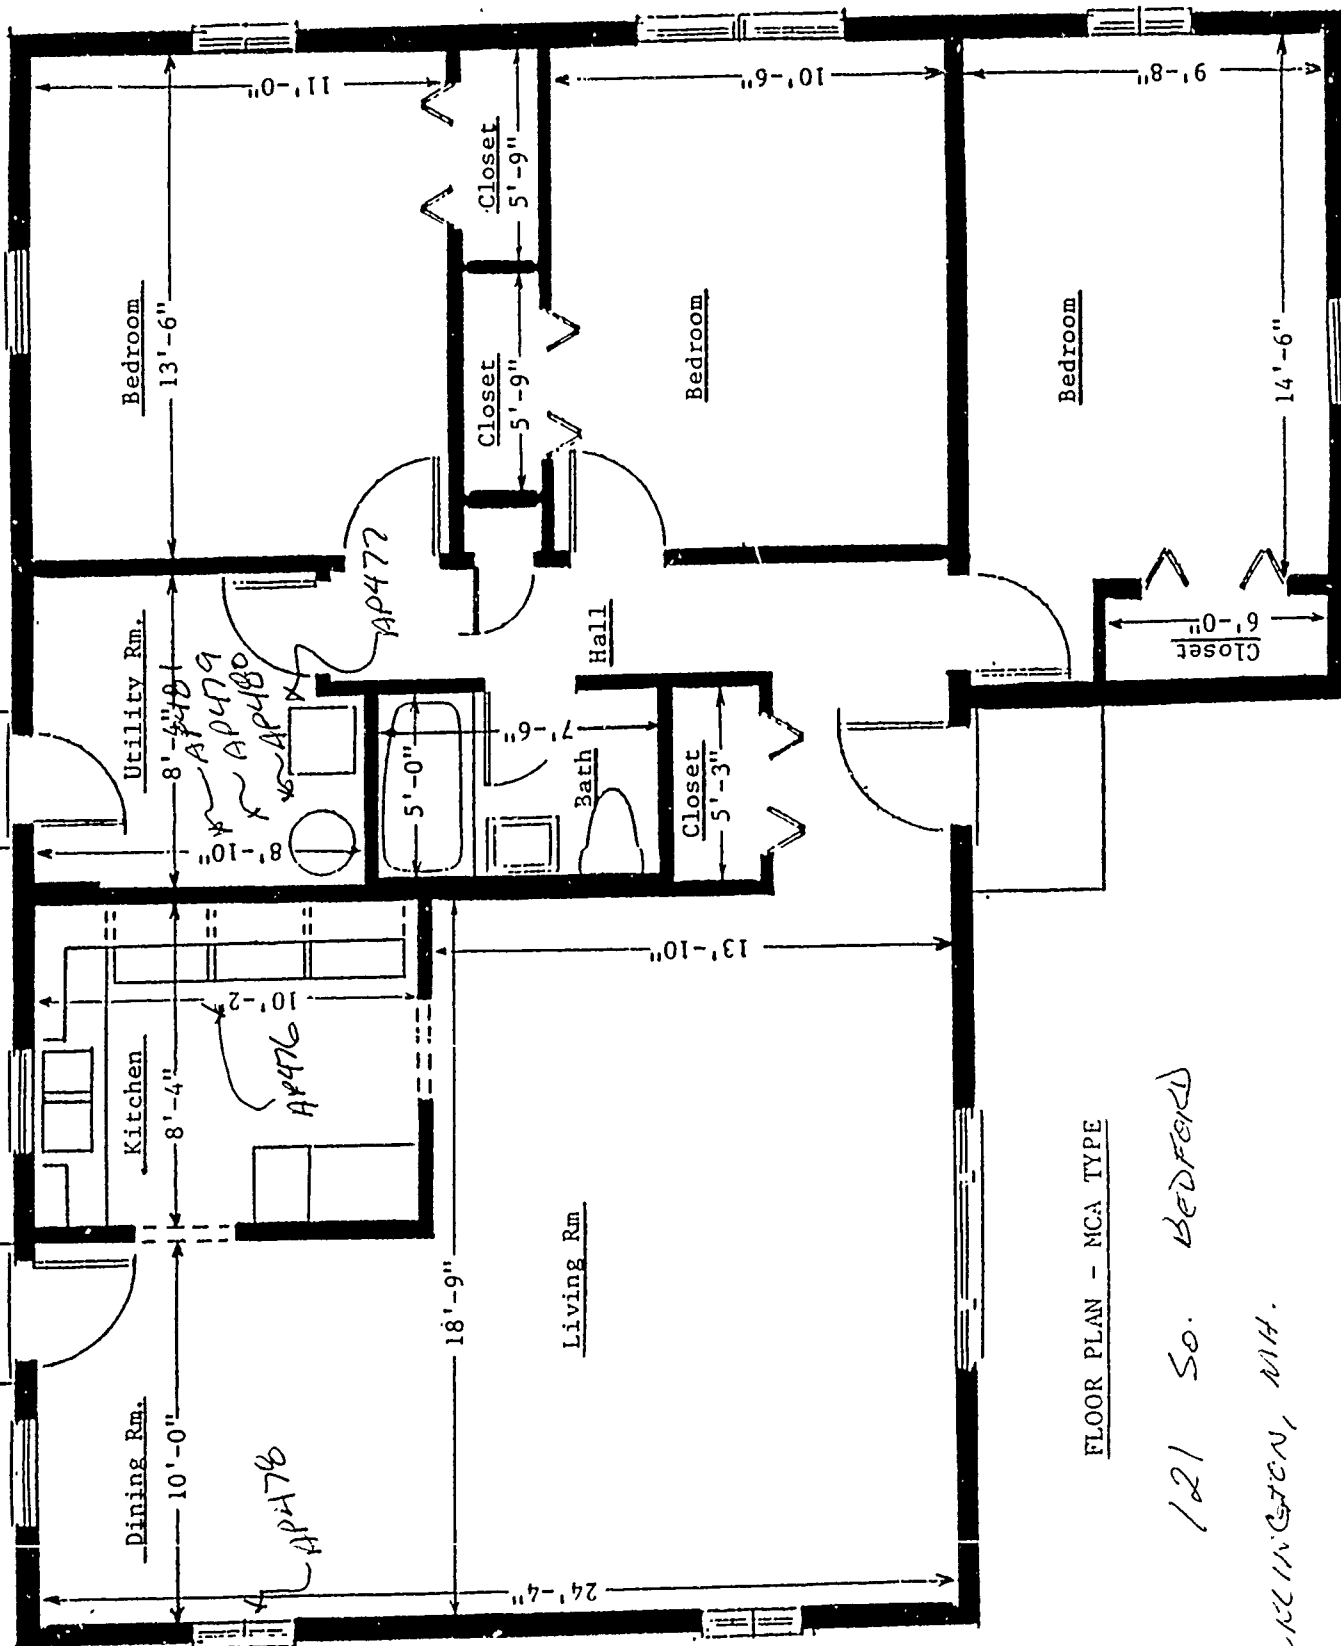 Dining Rm.
10'-0"
AP478
24'-4"
Kitchen
8'-4"
10'-2"
AP476
Utility Rm.
8'-4"
AP481
AP479
AP480
AP477
8'-10"
Bedroom
13'-6"
11'-0"
Living Rm
18'-9"
13'-10"
5'-0"
7'-6"
Bath
Closet
5'-3"
Hall
Closet
5'-9"
Closet
5'-9"
Bedroom
10'-6"
Bedroom
14'-6"
9'-8"
Closet
6'-0"
FLOOR PLAN - MCA TYPE
121 So. BEDFORD